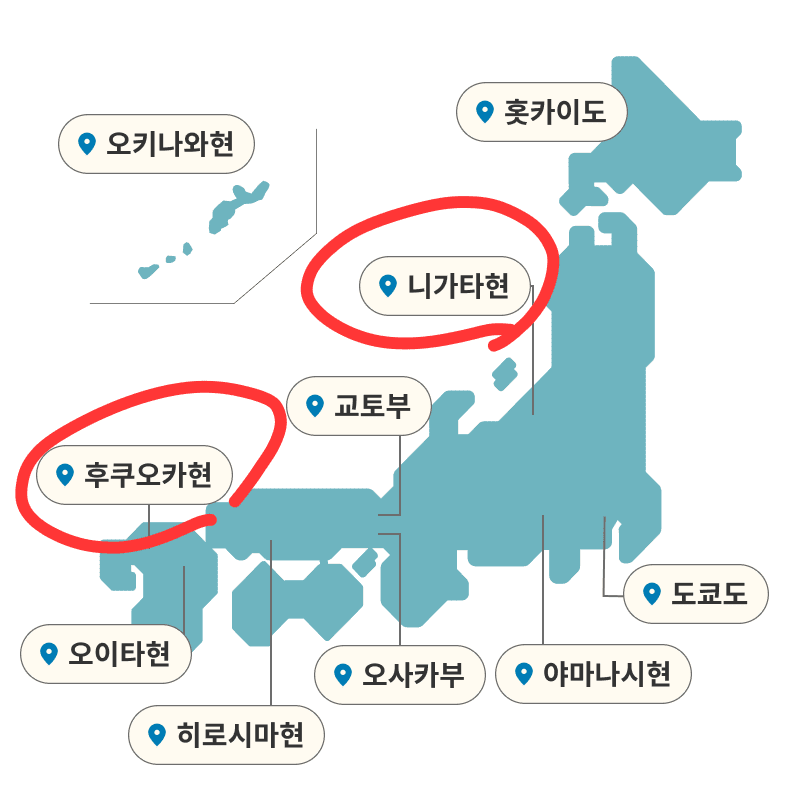 홋카이도
오키나와현
니가타현
교토부
후쿠오카현
도쿄도
오이타현
오사카부
야마나시현
히로시마현